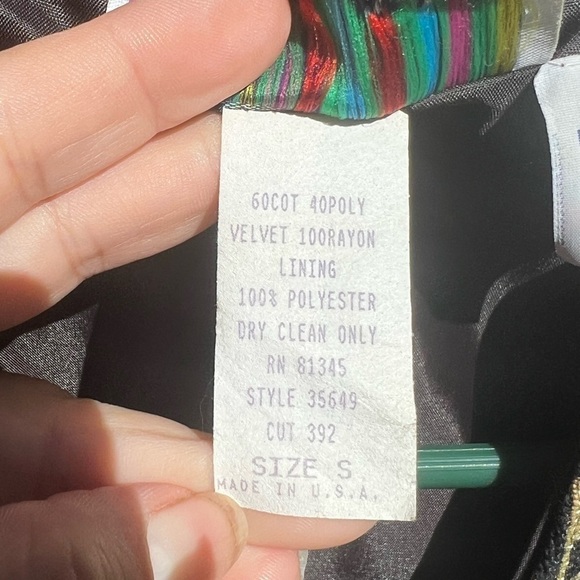 60COT 40POLY
VELVET 100RAYON
LINING
100% POLYESTER
DRY CLEAN ONLY
RN 81345
STYLE 35649
CUT 392
SIZE S
MADE IN U.S.A.